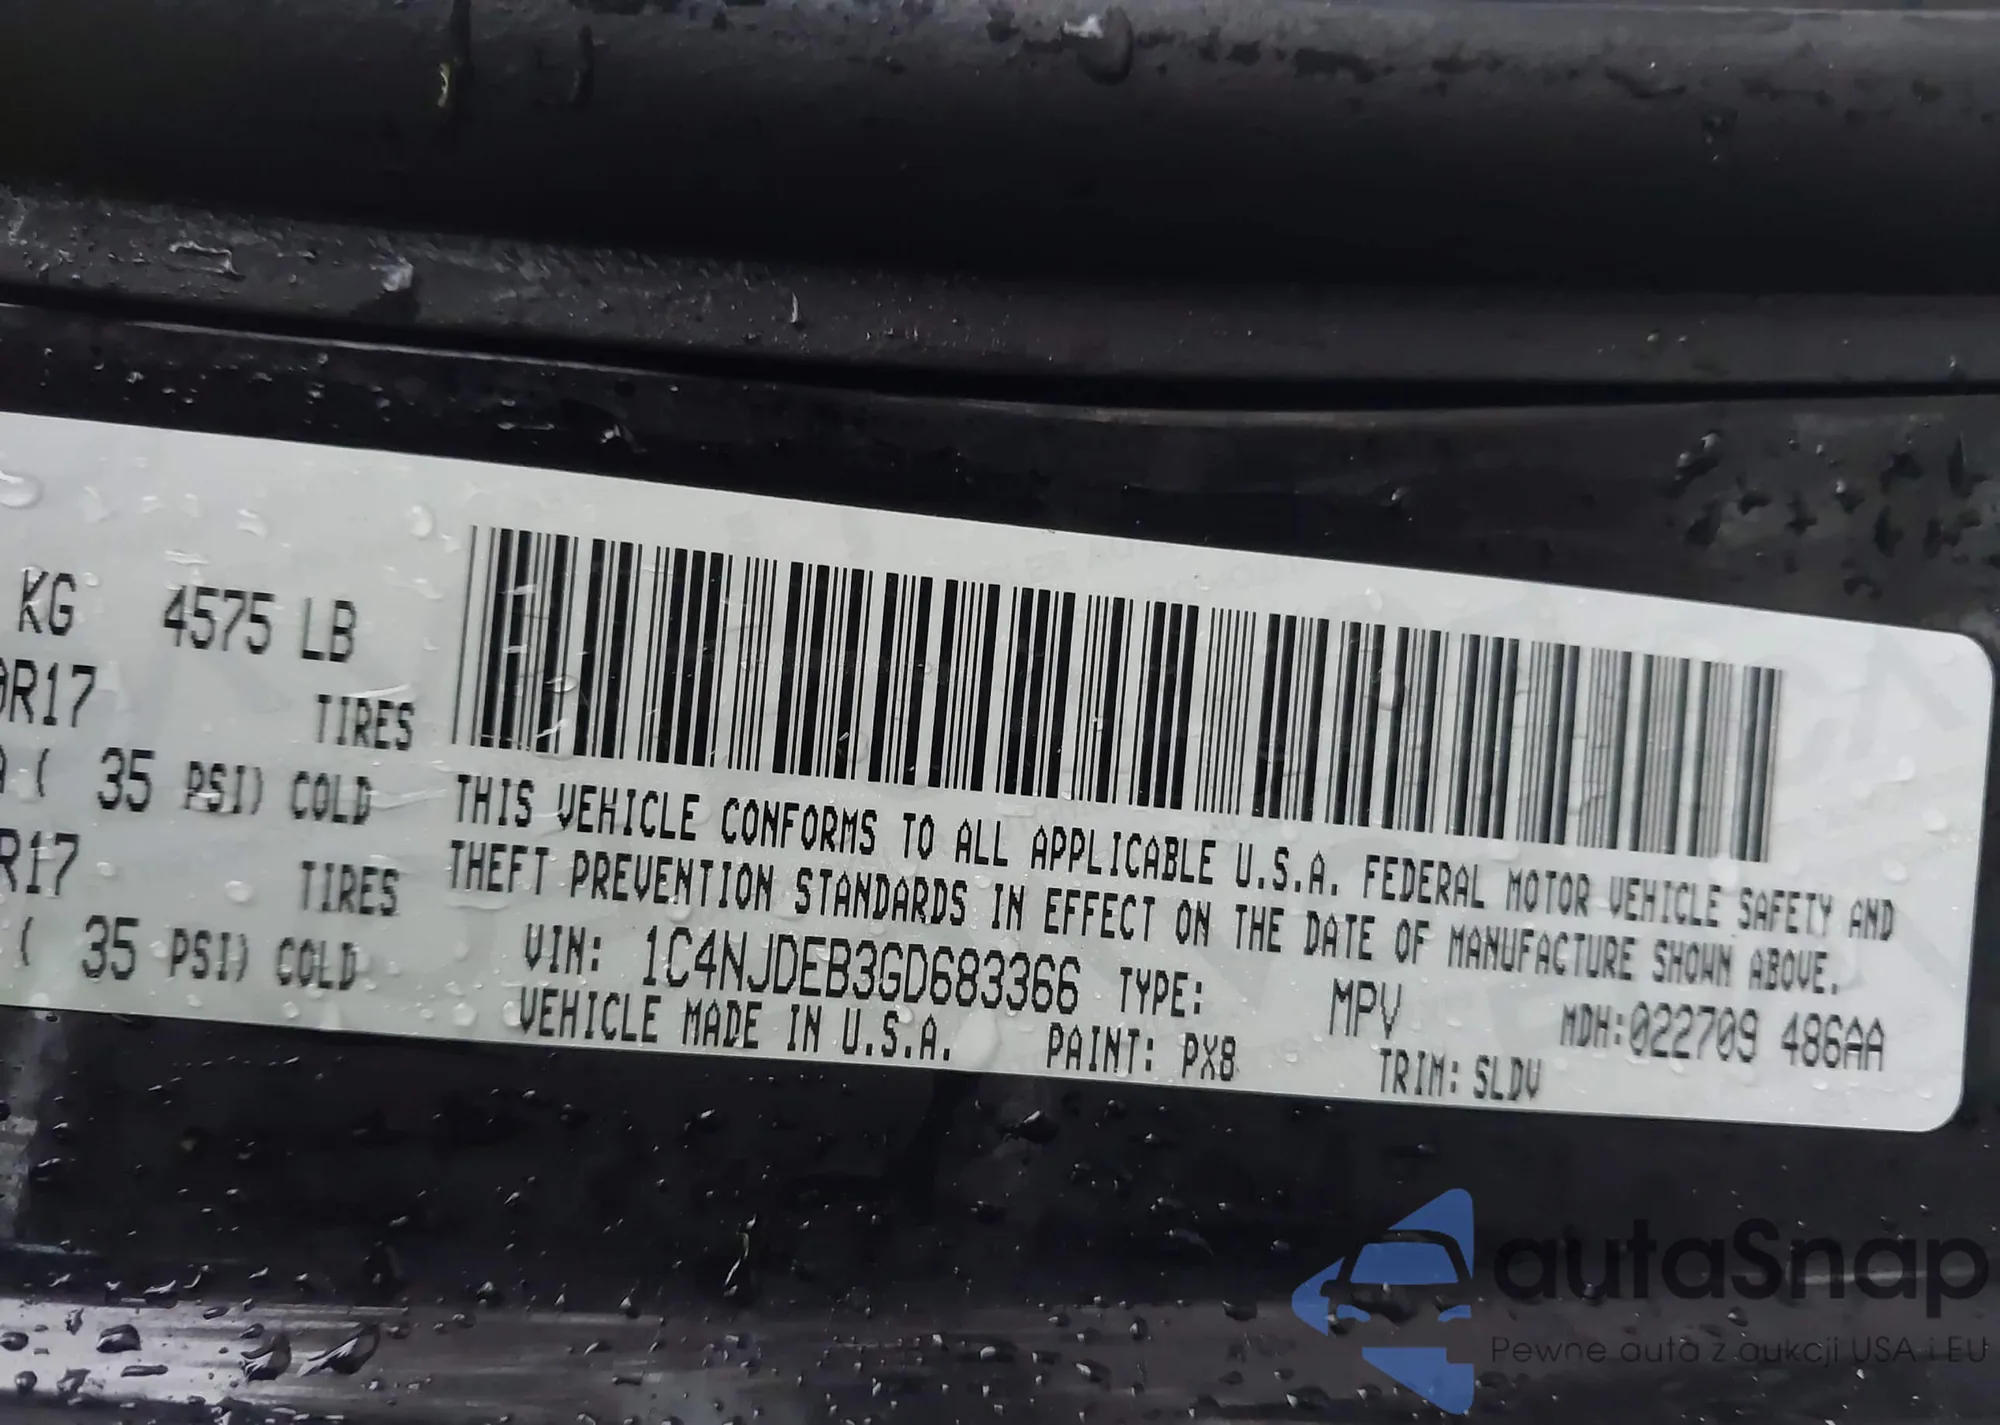 KG 4575 LB
R17 TIRES
( 35 PSI) COLD
R17 TIRES
( 35 PSI) COLD
THIS VEHICLE CONFORMS TO ALL APPLICABLE U.S.A. FEDERAL MOTOR VEHICLE SAFETY AND
THEFT PREVENTION STANDARDS IN EFFECT ON THE DATE OF MANUFACTURE SHOWN ABOVE.
VIN: 1C4NJDEB3GD683366 TYPE: MPV MDH:022709 486AA
VEHICLE MADE IN U.S.A. PAINT: PX8 TRIM: SLDV
autaSnap
Pewne auta z aukcji USA i EU